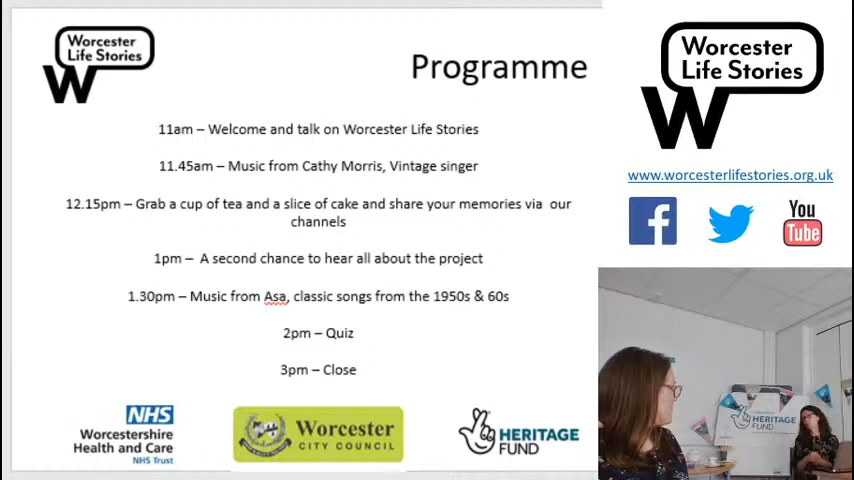 Worcester
Life Stories
W
Programme
11am – Welcome and talk on Worcester Life Stories
11.45am – Music from Cathy Morris, Vintage singer
12.15pm – Grab a cup of tea and a slice of cake and share your memories via our
channels
1pm – A second chance to hear all about the project
1.30pm – Music from Asa, classic songs from the 1950s & 60s
2pm – Quiz
3pm – Close
NHS
Worcestershire
Health and Care
NHS Trust
Worcester
CITY COUNCIL
HERITAGE
FUND
Worcester
Life Stories
W
www.worcesterlifestories.org.uk
f
You
Tube
HERITAGE
FUND